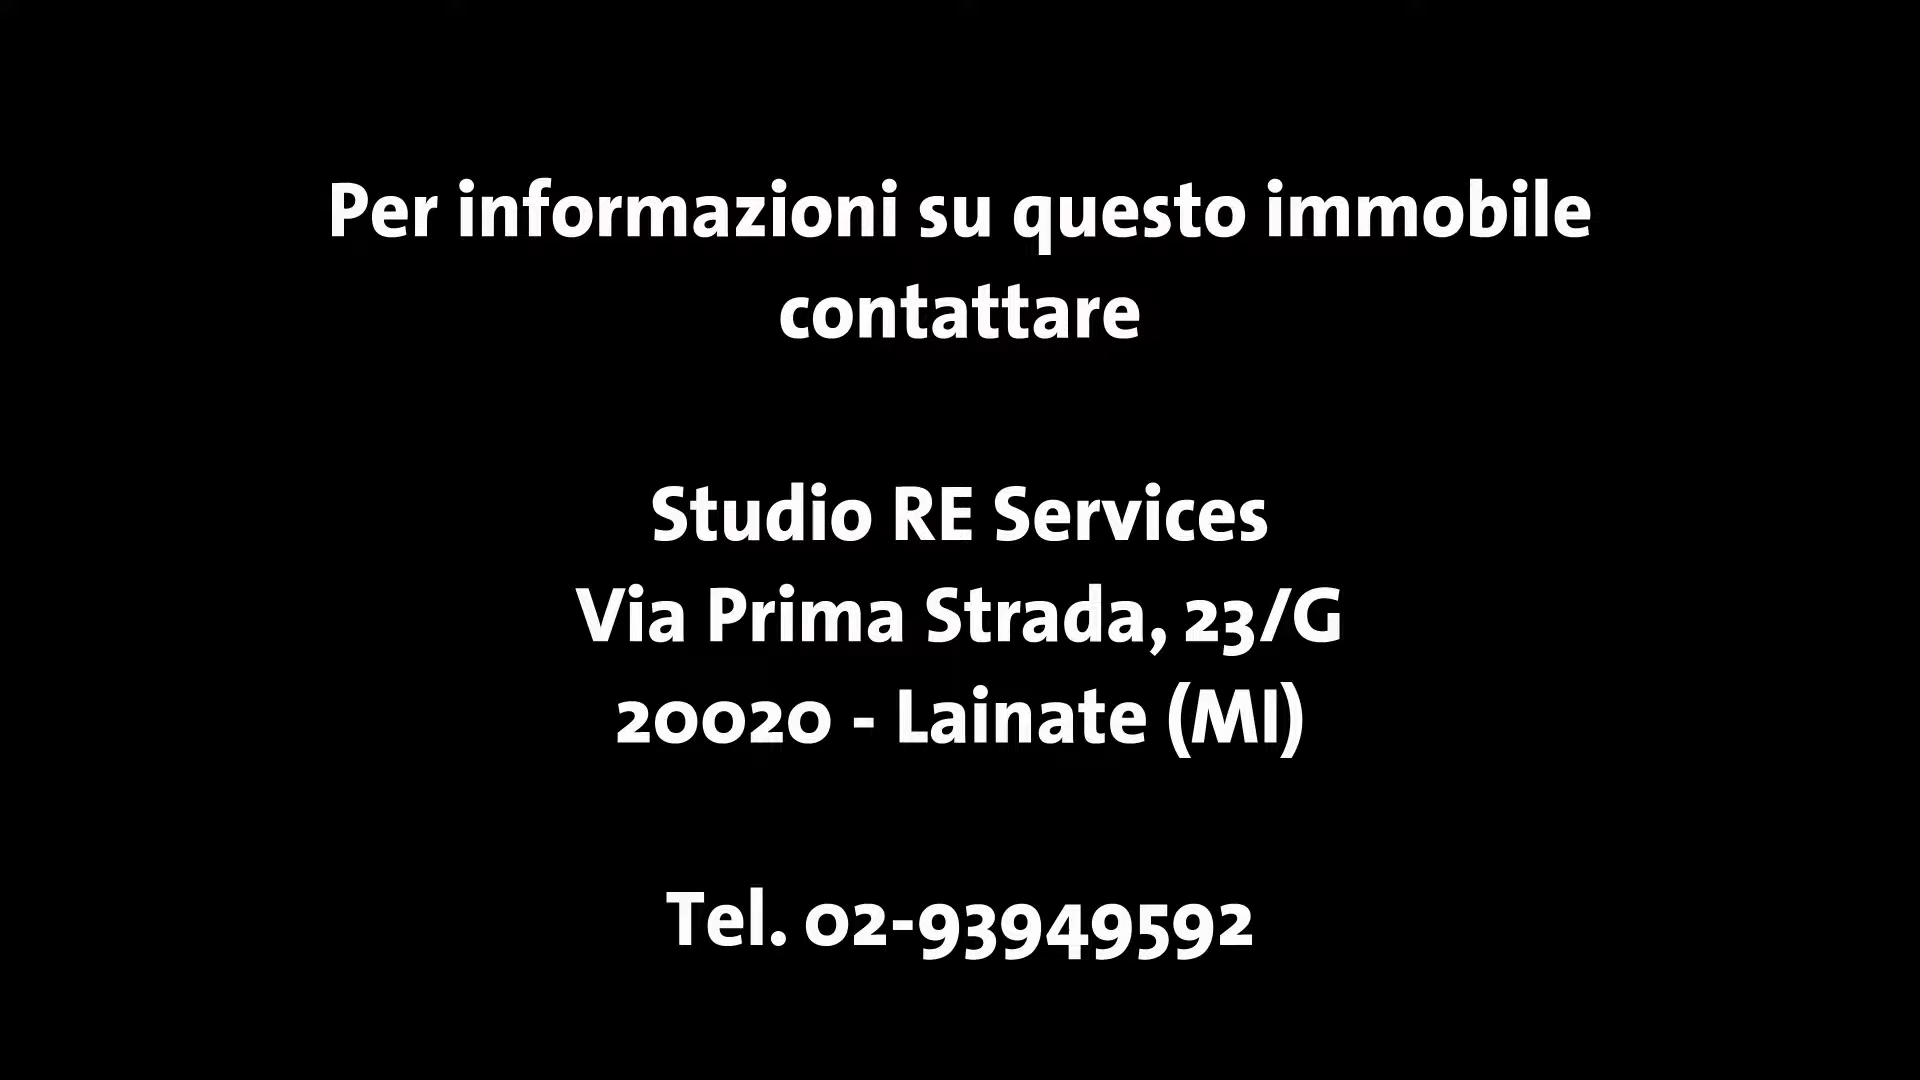 Per informazioni su questo immobile
contattare
Studio RE Services
Via Prima Strada, 23/G
20020 - Lainate (MI)
Tel. 02-93949592